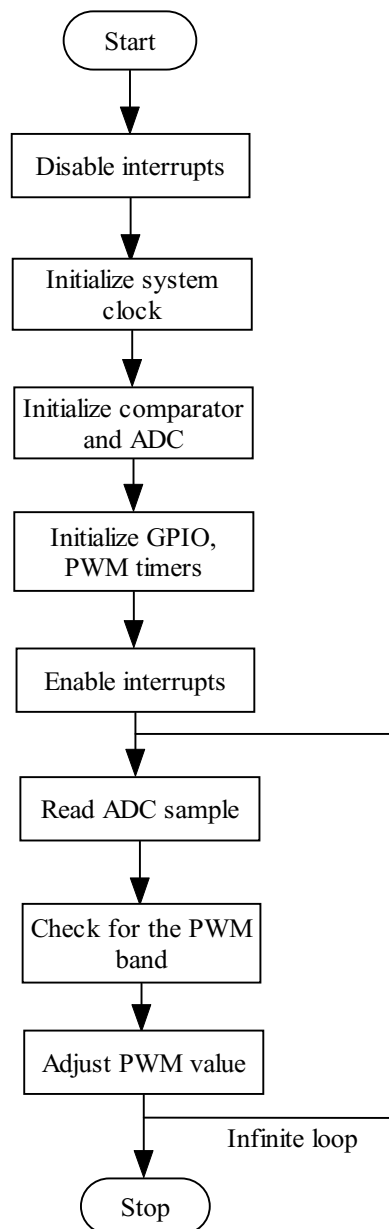 Start
Disable interrupts
Initialize system
clock
Initialize comparator
and ADC
Initialize GPIO,
PWM timers
Enable interrupts
Read ADC sample
Check for the PWM
band
Adjust PWM value
Infinite loop
Stop